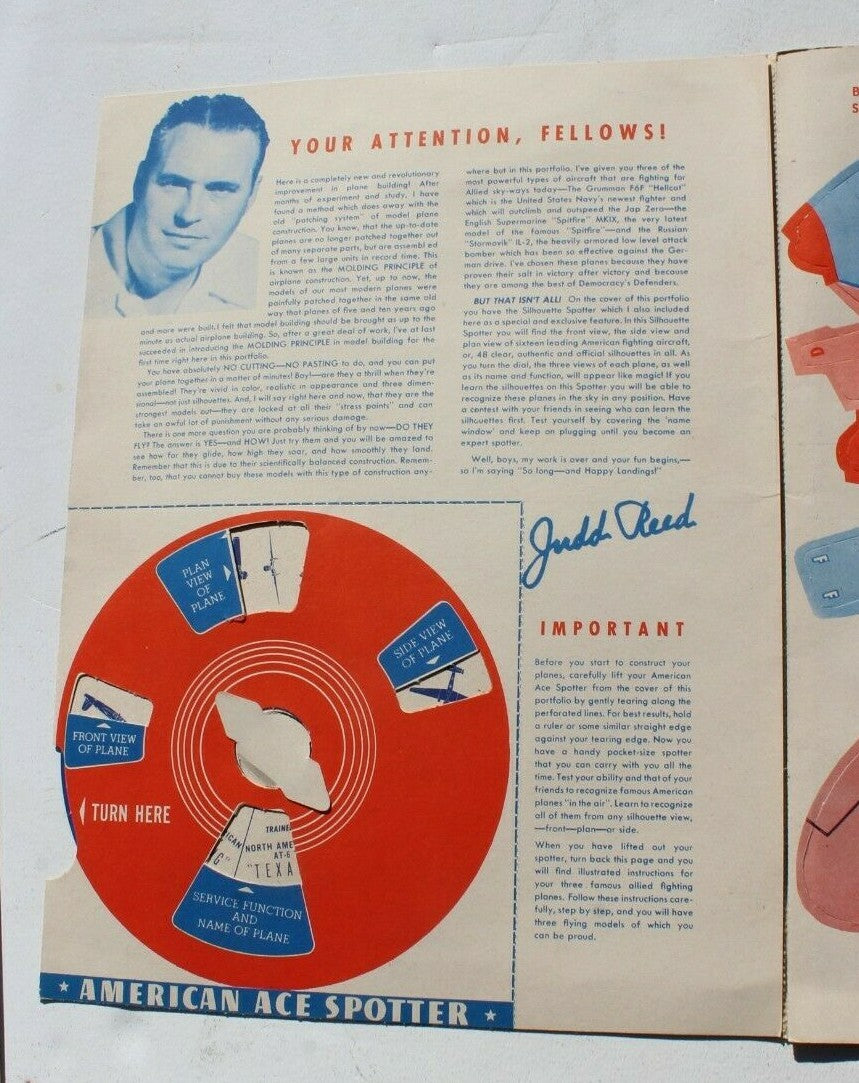 YOUR ATTENTION, FELLOWS!
Here is a completely new and revolutionary
improvement in plane building! After
months of experiment and study, I have
found a method which does away with the
old "patching system" of model plane
construction. You know, that the up-to-date
planes are no longer patched together out
of many separate parts, but are assembled
from a few large units in record time. This
is known as the MOLDING PRINCIPLE of
airplane construction. Yet, up to now, the
models of our most modern planes were
painfully patched together in the same old
way that planes of five and ten years ago
and more were built. I felt that model building should be brought as up to the
minute as actual airplane building. So, after a great deal of work, I've at last
succeeded in introducing the MOLDING PRINCIPLE in model building for the
first time right here in this portfolio.
You have absolutely NO CUTTING—NO PASTING to do, and you can put
your plane together in a matter of minutes! Boy!—are they a thrill when they're
assembled! They're vivid in color, realistic in appearance and three dimen-
sional—not just silhouettes. And, I will say right here and now, that they are the
strongest models out—they are locked at all their "stress points" and can
take an awful lot of punishment without any serious damage.
There is one more question you are probably thinking of by now—DO THEY
FLY? The answer is YES—and HOW! Just try them and you will be amazed to
see how far they glide, how high they soar, and how smoothly they land.
Remember that this is due to their scientifically balanced construction. Remem-
ber, too, that you cannot buy these models with this type of construction any-
where but in this portfolio. I've given you three of the
most powerful types of aircraft that are fighting for
Allied sky-ways today—The Grumman F6F "Hellcat"
which is the United States Navy's newest fighter and
which will outclimb and outspeed the Jap Zero—the
English Supermarine "Spitfire" MKIX, the very latest
model of the famous "Spitfire"—and the Russian
"Stormovik" IL-2, the heavily armored low level attack
bomber which has been so effective against the Ger-
man drive. I've chosen these planes because they have
proven their salt in victory after victory and because
they are among the best of Democracy's Defenders.
BUT THAT ISN'T ALL! On the cover of this portfolio
you have the Silhouette Spotter which I also included
here as a special and exclusive feature. In this Silhouette
Spotter you will find the front view, the side view and
plan view of sixteen leading American fighting aircraft,
or, 48 clear, authentic and official silhouettes in all. As
you turn the dial, the three views of each plane, as well
as its name and function, will appear like magic! If you
learn the silhouettes on this Spotter you will be able to
recognize these planes in the sky in any position. Have
a contest with your friends in seeing who can learn the
silhouettes first. Test yourself by covering the 'name
window' and keep on plugging until you become an
expert spotter.
Well, boys, my work is over and your fun begins,—
so I'm saying "So long—and Happy Landings!"
Judd Reed
PLAN
VIEW
OF
PLANE
SIDE VIEW
OF PLANE
FRONT VIEW
OF PLANE
TURN HERE
TRAINE
ICAN NORTH AME
AT-6
G" "TEXA
SERVICE FUNCTION
AND
NAME OF PLANE
AMERICAN ACE SPOTTER
IMPORTANT
Before you start to construct your
planes, carefully lift your American
Ace Spotter from the cover of this
portfolio by gently tearing along the
perforated lines. For best results, hold
a ruler or some similar straight edge
against your tearing edge. Now you
have a handy pocket-size spotter
that you can carry with you all the
time. Test your ability and that of your
friends to recognize famous American
planes "in the air". Learn to recognize
all of them from any silhouette view,
—front—plan—or side.
When you have lifted out your
spotter, turn back this page and you
will find illustrated instructions for
your three famous allied fighting
planes. Follow these instructions care-
fully, step by step, and you will have
three flying models of which you
can be proud.
B
S
G
F F
F F